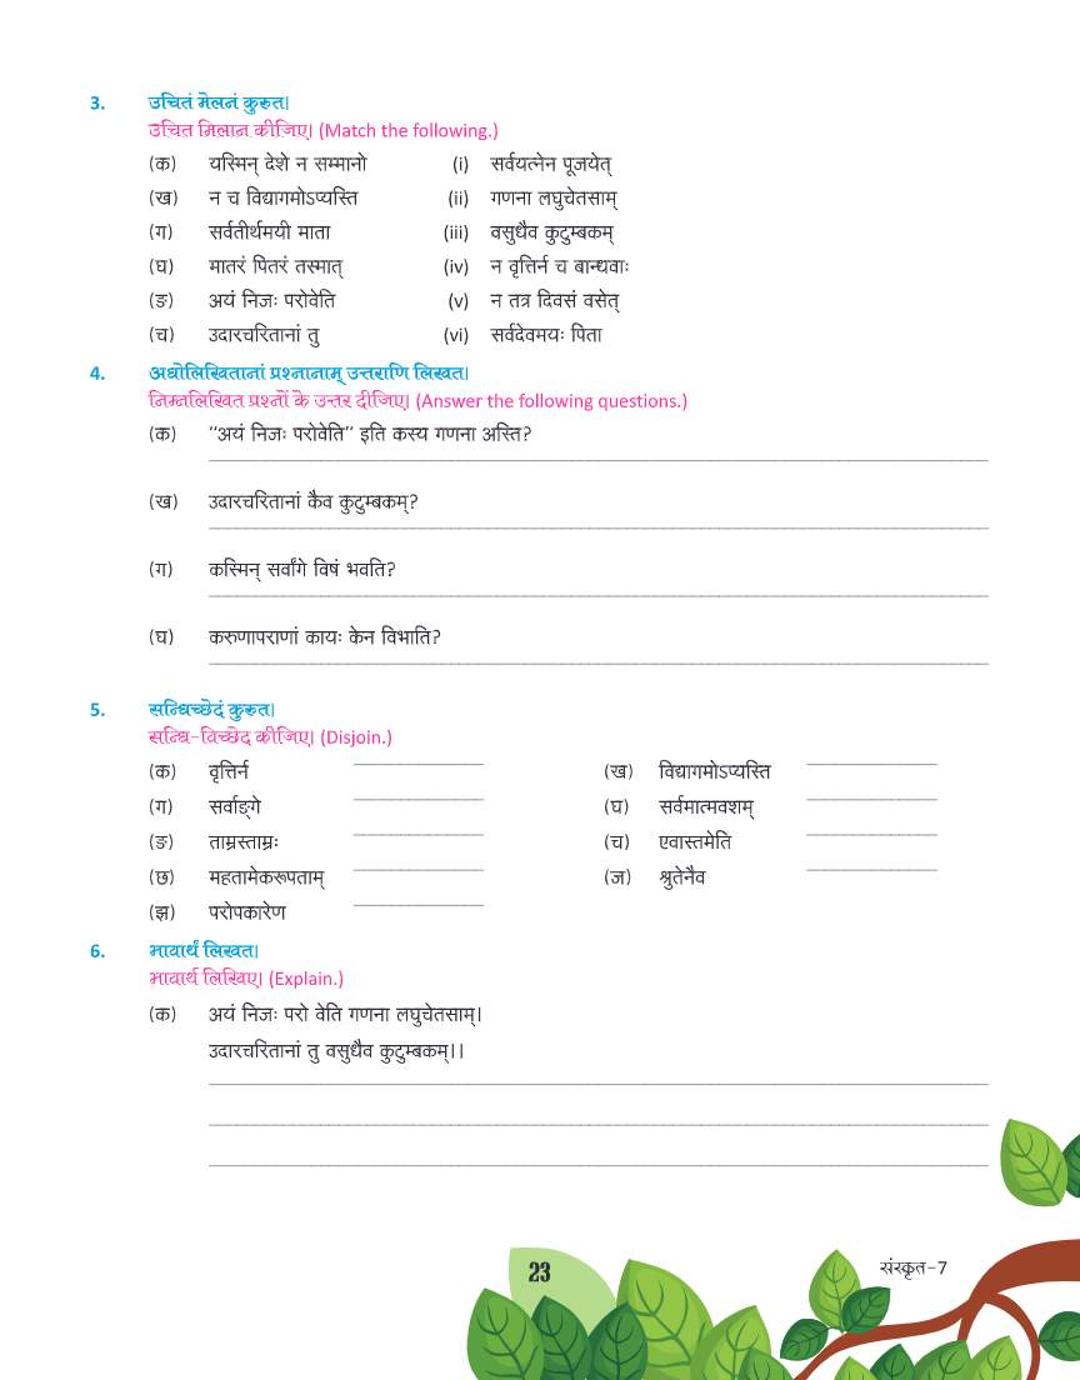 3. उचितं मेलनं कुरुत।
उचित मिलान कीजिए। (Match the following.)
(क) यस्मिन् देशे न सम्मानो (i) सर्वयत्नेन पूजयेत्
(ख) न च विद्यागमोऽप्यस्ति (ii) गणना लघुचेतसाम्
(ग) सर्वतीर्थमयी माता (iii) वसुधैव कुटुम्बकम्
(घ) मातरं पितरं तस्मात् (iv) न वृत्तिर्न च बान्धवाः
(ङ) अयं निजः परोवेति (v) न तत्र दिवसं वसेत्
(च) उदारचरितानां तु (vi) सर्वदेवमयः पिता
4. अधोलिखितानां प्रश्नानाम् उत्तराणि लिखत।
निम्नलिखित प्रश्नों के उत्तर दीजिए। (Answer the following questions.)
(क) “अयं निजः परोवेति” इति कस्य गणना अस्ति?
(ख) उदारचरितानां कैव कुटुम्बकम्?
(ग) कस्मिन् सर्वांगे विषं भवति?
(घ) करुणापराणां कायः केन विभाति?
5. सन्धिच्छेदं कुरुत।
सन्धि-विच्छेद कीजिए। (Disjoin.)
(क) वृत्तिर्न (ख) विद्यागमोऽप्यस्ति
(ग) सर्वाङ्गे (घ) सर्वमात्मवशम्
(ङ) ताम्रस्ताम्रः (च) एवास्तमेति
(छ) महतामेकरूपताम् (ज) श्रुतेनैव
(झ) परोपकारेण
6. भावार्थं लिखत।
भावार्थ लिखिए। (Explain.)
(क) अयं निजः परो वेति गणना लघुचेतसाम्।
उदारचरितानां तु वसुधैव कुटुम्बकम्।।
23
संस्कृत-7